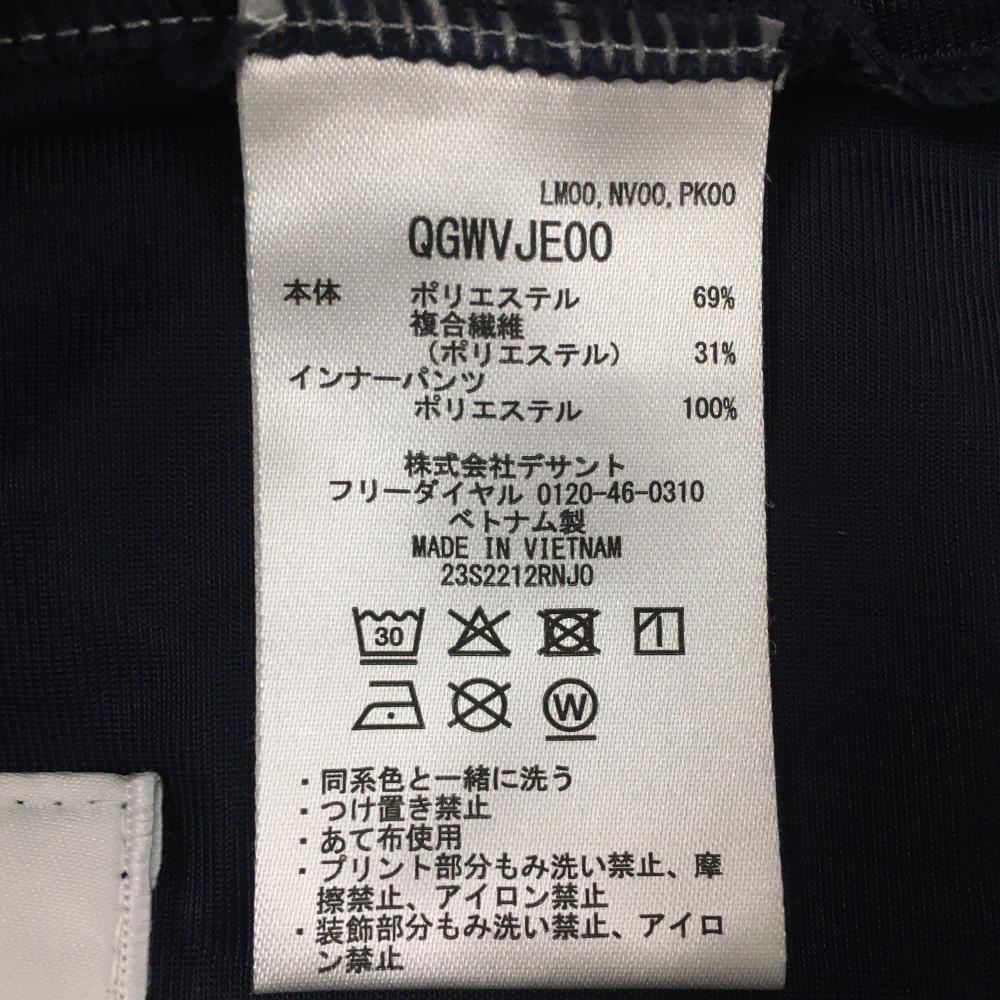 LM00, NV00, PK00
QGWVJE00
本体 ポリエステル 69%
複合繊維
(ポリエステル) 31%
インナーパンツ
ポリエステル 100%
株式会社デサント
フリーダイヤル 0120-46-0310
ベトナム製
MADE IN VIETNAM
23S2212RNJO
30
W
・同系色と一緒に洗う
・つけ置き禁止
・あて布使用
・プリント部分もみ洗い禁止、摩
擦禁止、アイロン禁止
・装飾部分もみ洗い禁止、アイロ
ン禁止